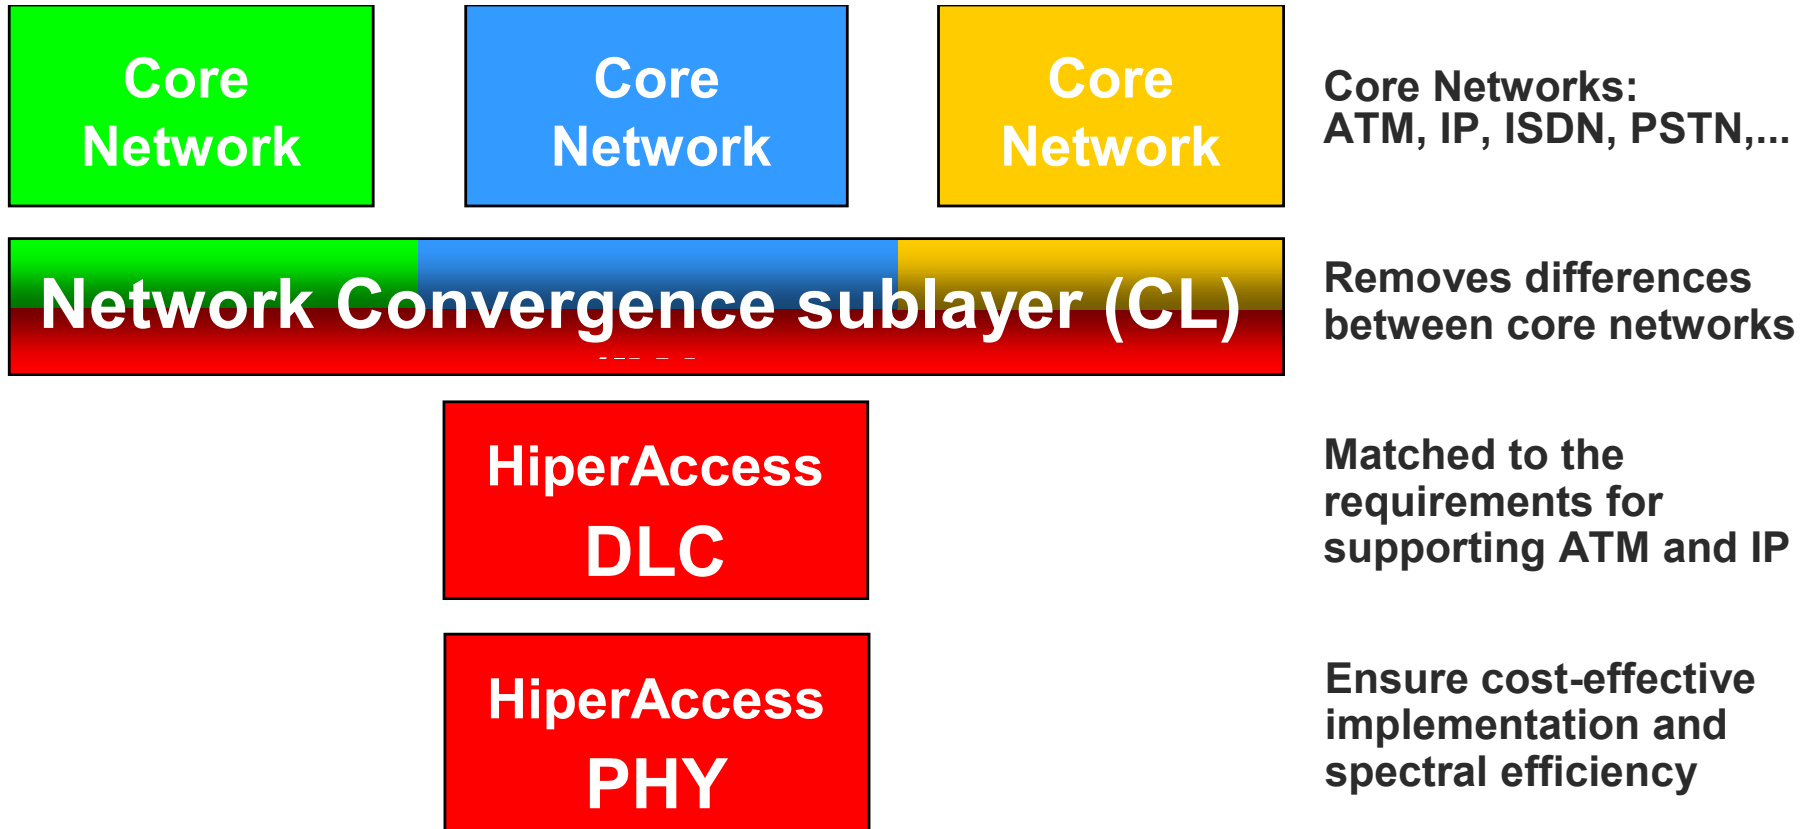 Core
Network
Core
Network
Core
Network
Core Networks:
ATM, IP, ISDN, PSTN,...
Network Convergence sublayer (CL)
Removes differences
between core networks
HiperAccess
DLC
Matched to the
requirements for
supporting ATM and IP
HiperAccess
PHY
Ensure cost-effective
implementation and
spectral efficiency